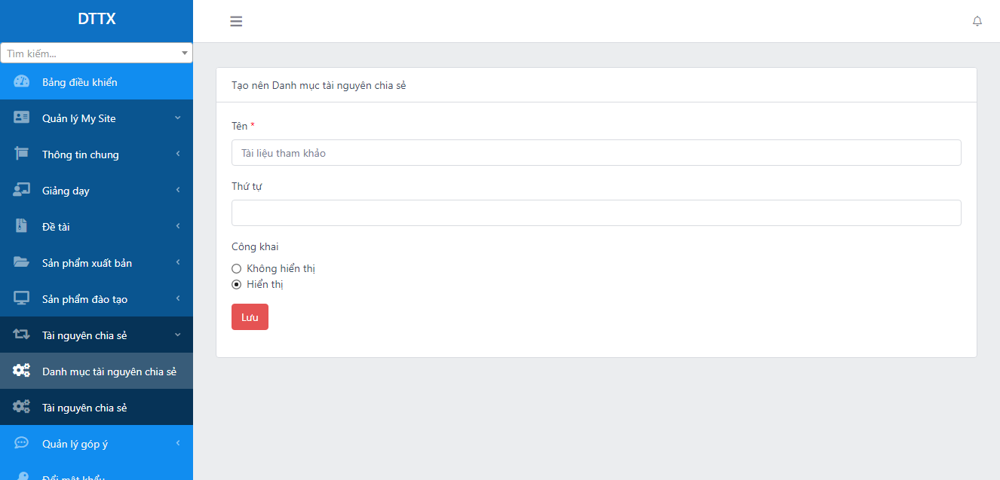 DTTX
Tìm kiếm...
Bảng điều khiển
Quản lý My Site
Thông tin chung
Giảng dạy
Đề tài
Sản phẩm xuất bản
Sản phẩm đào tạo
Tài nguyên chia sẻ
Danh mục tài nguyên chia sẻ
Tài nguyên chia sẻ
Quản lý góp ý
Đổi mật khẩu
Tạo nên Danh mục tài nguyên chia sẻ
Tên *
Tài liệu tham khảo
Thứ tự
Công khai
Không hiển thị
Hiển thị
Lưu